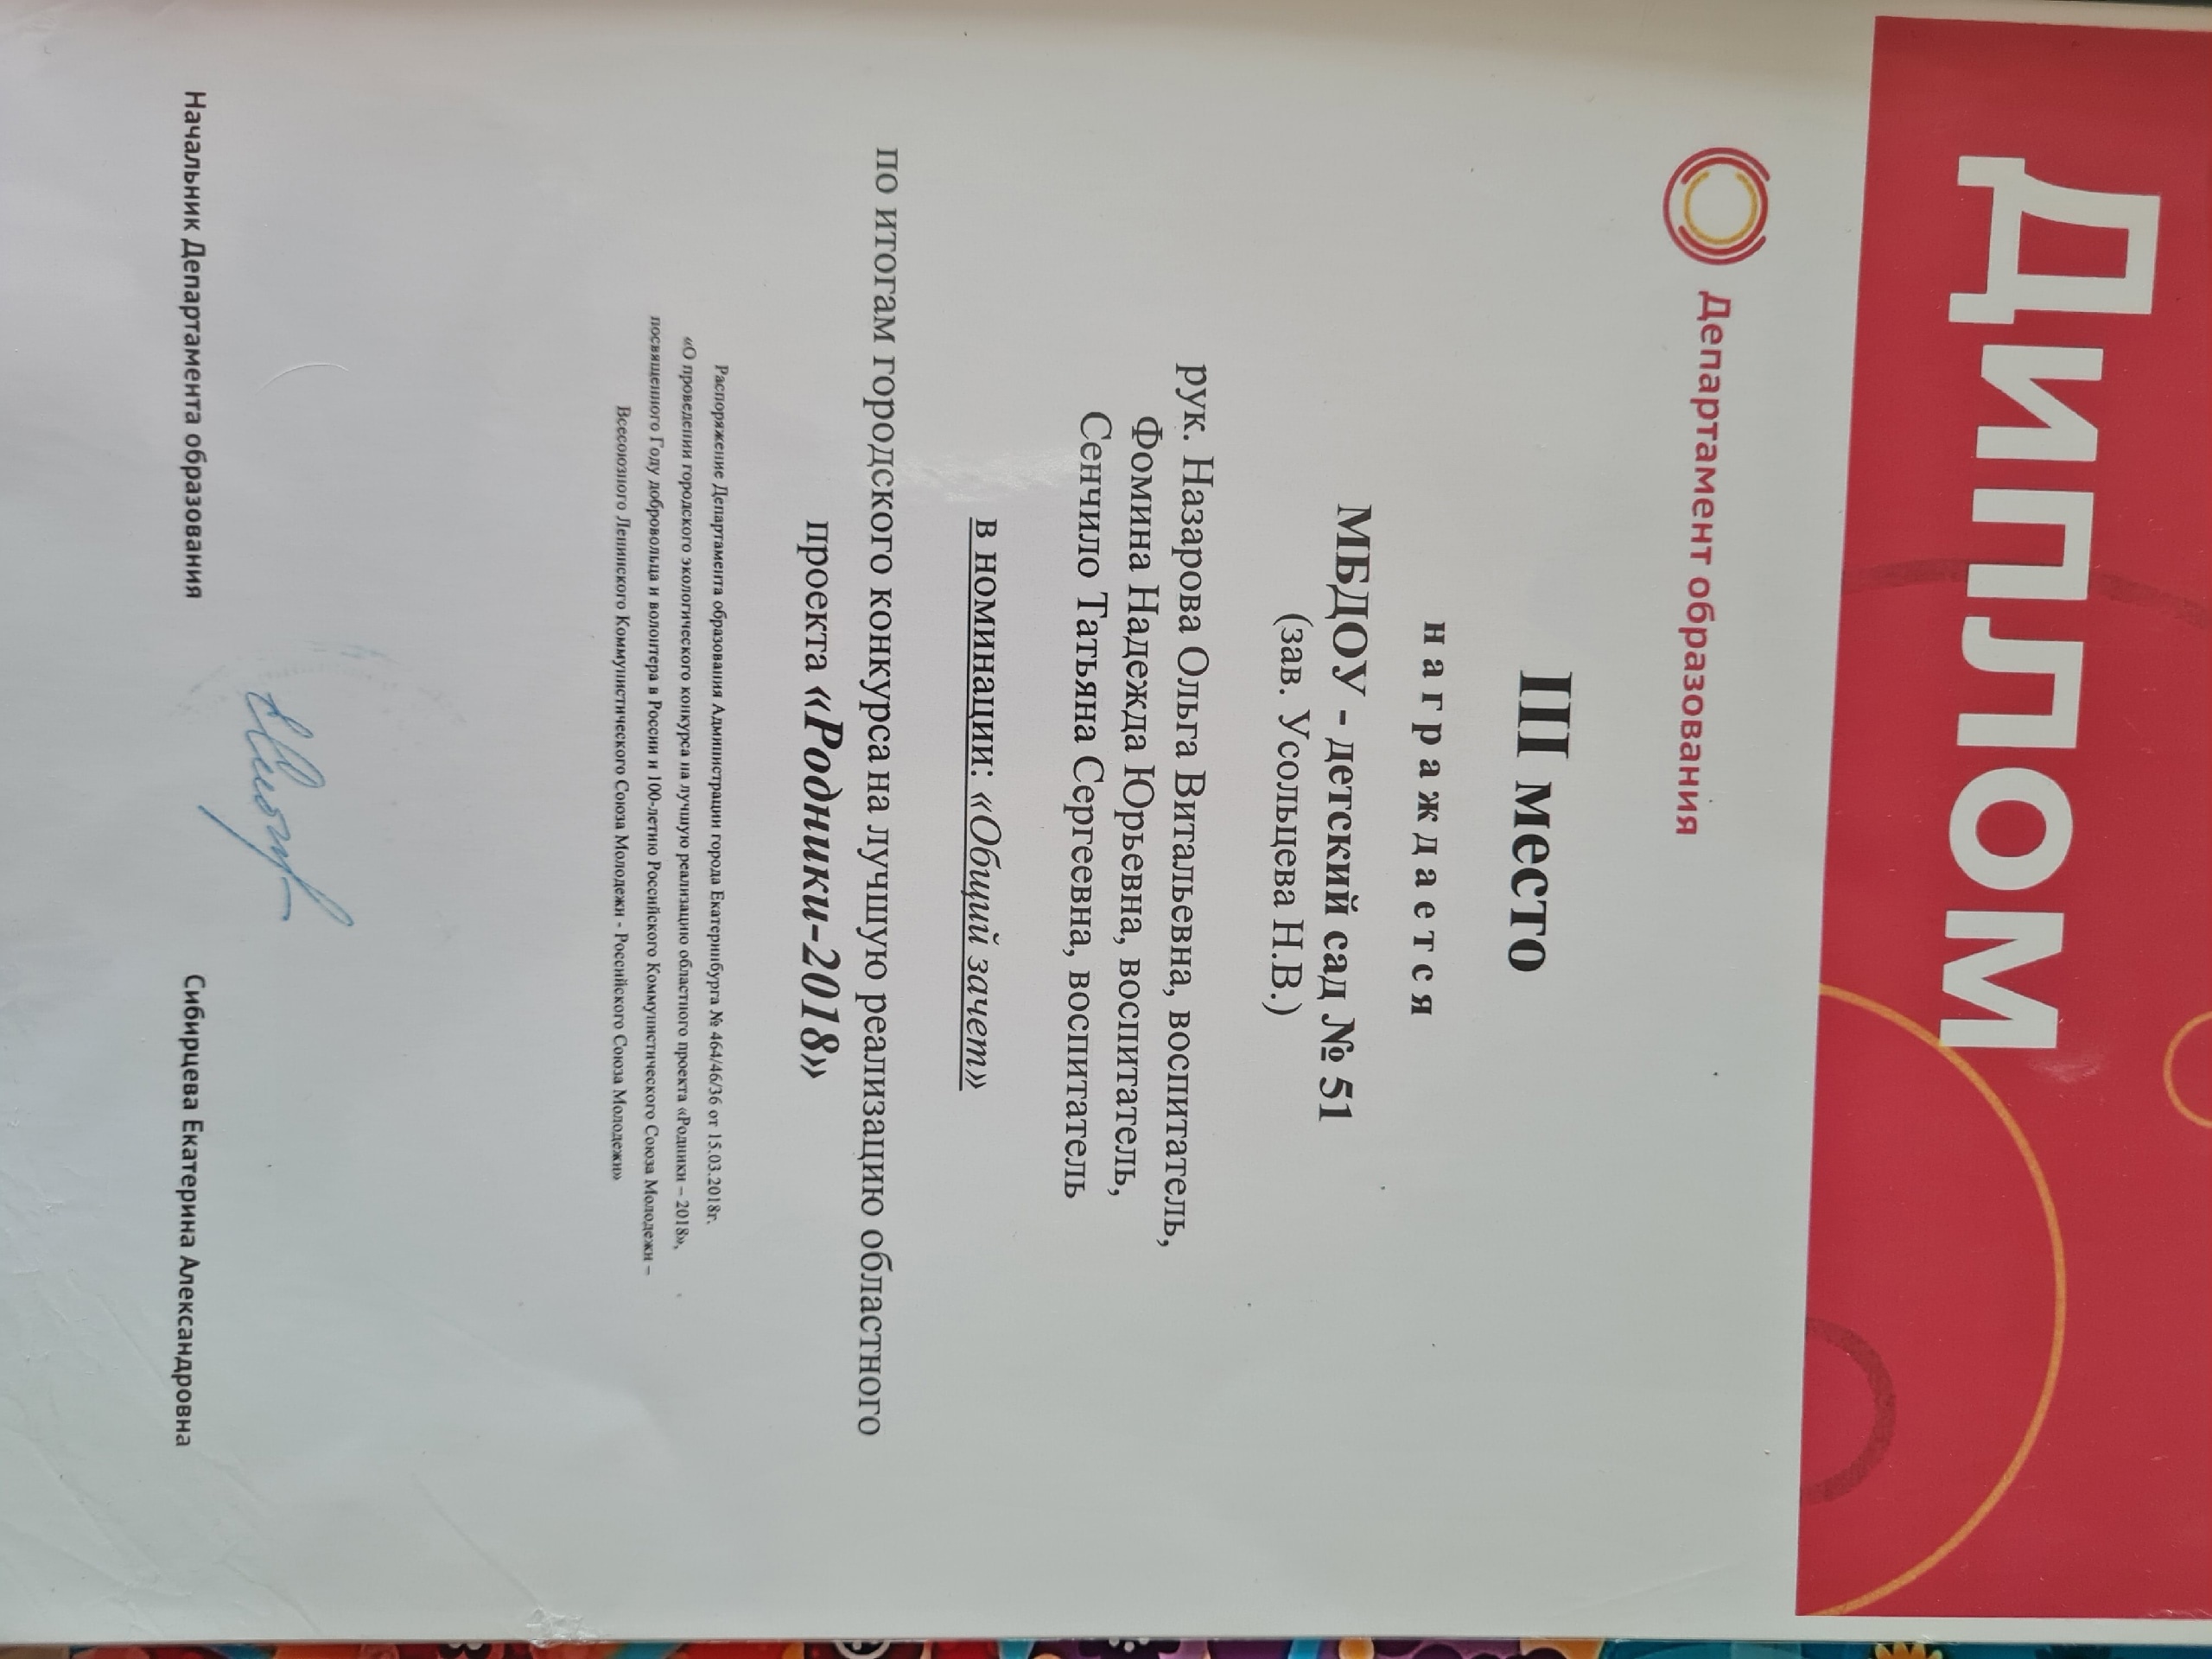 ДИПЛОМ
Департамент образования
III место
награждается
МБДОУ - детский сад № 51
(зав. Усольцева Н.В.)
рук. Назарова Ольга Витальевна, воспитатель,
Фомина Надежда Юрьевна, воспитатель,
Сенчило Татьяна Сергеевна, воспитатель
в номинации: «Общий зачет»
по итогам городского конкурса на лучшую реализацию областного
проекта «Родники-2018»
Распоряжение Департамента образования Администрации города Екатеринбурга № 464/46/36 от 15.03.2018г.
«О проведении городского экологического конкурса на лучшую реализацию областного проекта «Родники – 2018»,
посвященного Году добровольца и волонтера в России и 100-летию Российского Коммунистического Союза Молодежи –
Всесоюзного Ленинского Коммунистического Союза Молодежи - Российского Союза Молодежи»
Начальник Департамента образования
Сибирцева Екатерина Александровна